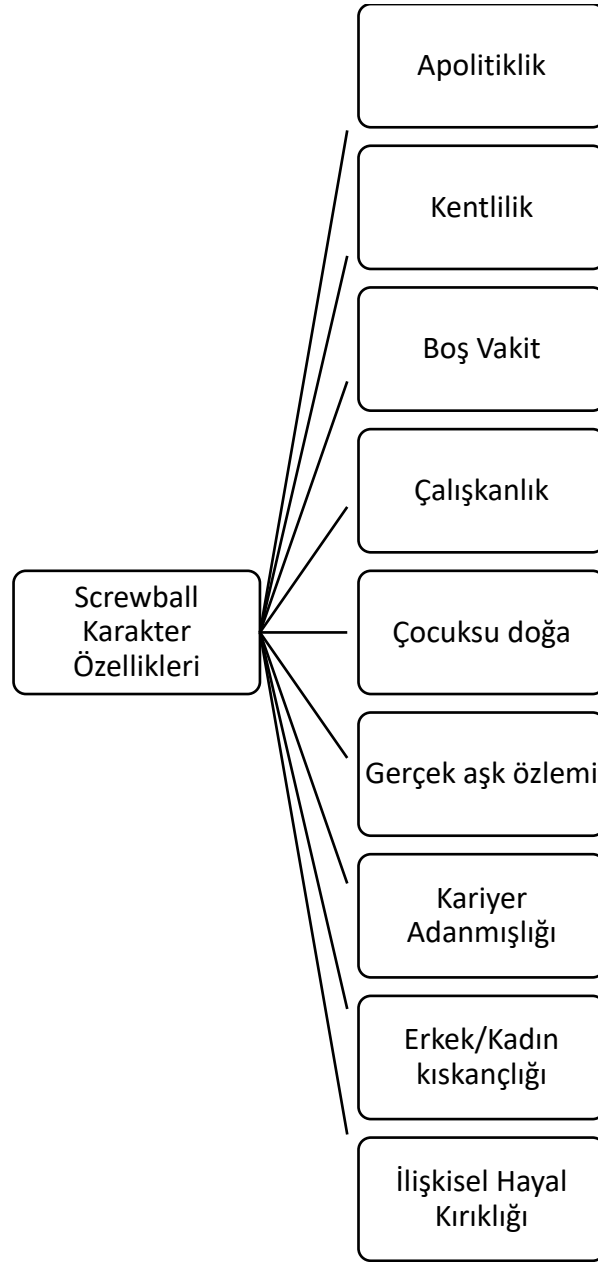 Apolitiklik
Kentlilik
Boş Vakit
Çalışkanlık
Screwball
Karakter
Özellikleri
Çocuksu doğa
Gerçek aşk özlemi
Kariyer
Adanmışlığı
Erkek/Kadın
kıskançlığı
İlişkisel Hayal
Kırıklığı